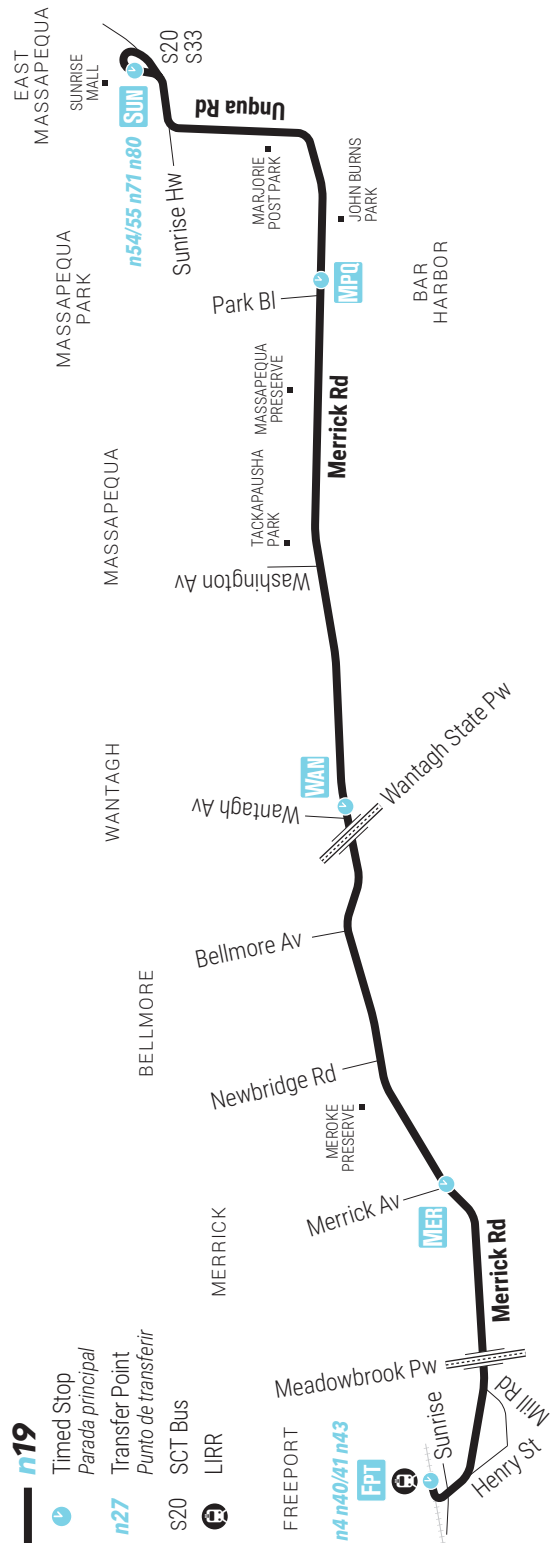 n19
Timed Stop
Parada principal
n27
Transfer Point
Punto de transferir
S20
SCT Bus
LIRR
FREEPORT
n4 n40/41 n43
FPT
Sunrise
Henry St
Mill Rd
Meadowbrook Pw
Merrick Rd
MERRICK
MER
Merrick Av
MEROKE
PRESERVE
Newbridge Rd
BELLMORE
Bellmore Av
WANTAGH
Wantagh Av
WAN
Wantagh State Pw
MASSAPEQUA
Washington Av
TACKAPAUSHA
PARK
MASSAPEQUA
PRESERVE
Merrick Rd
MASSAPEQUA
PARK
Park Bl
MPQ
BAR
HARBOR
JOHN BURNS
PARK
MARJORIE
POST PARK
Unqua Rd
Sunrise Hw
n54/55 n71 n80
SUN
S20
S33
SUNRISE
MALL
EAST
MASSAPEQUA